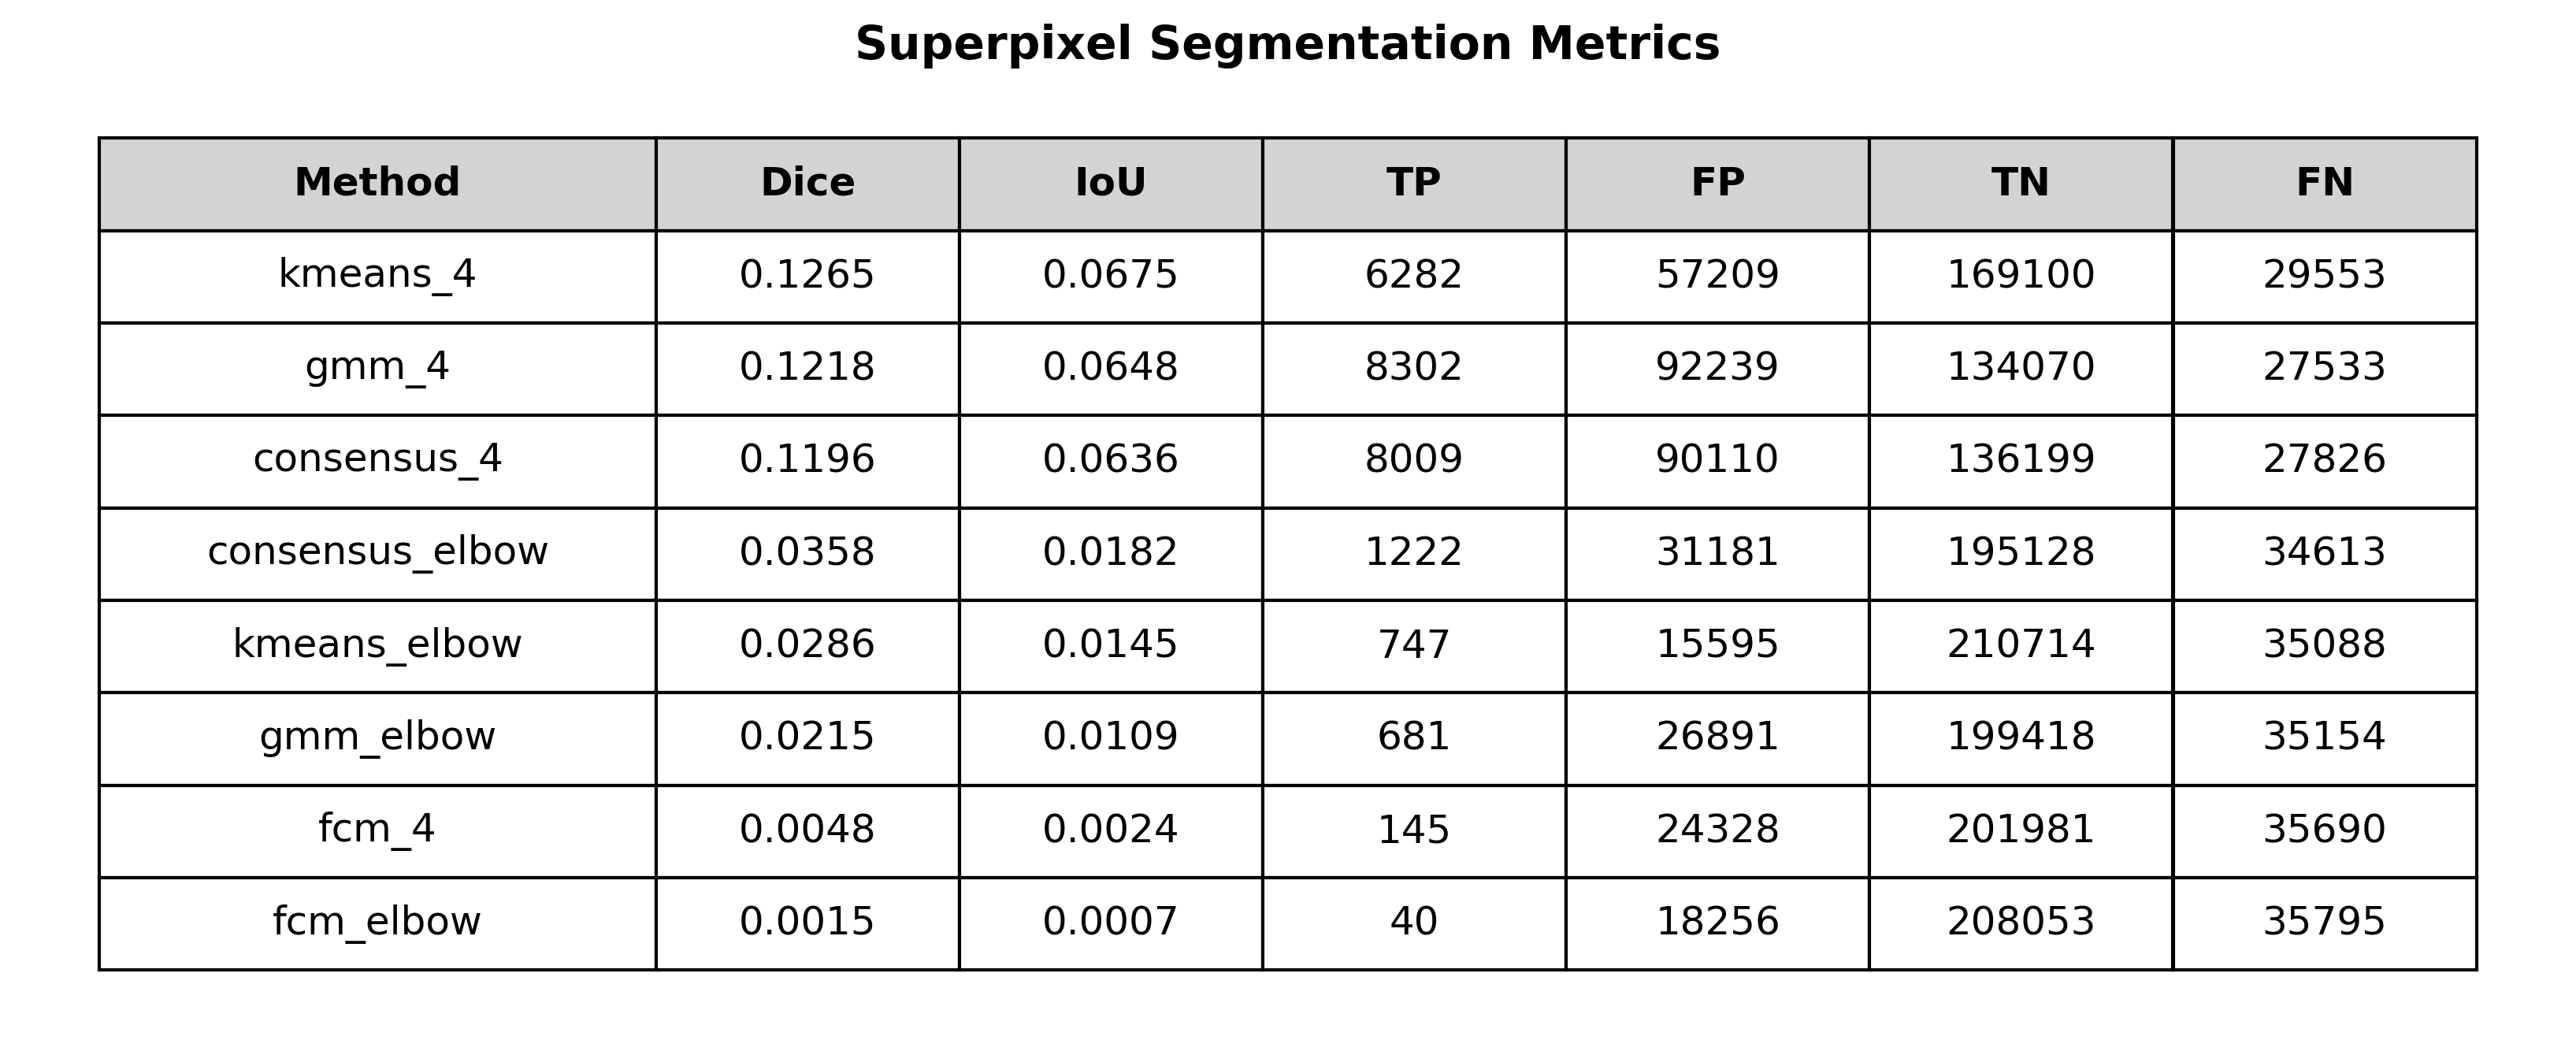 Superpixel Segmentation Metrics
Method Dice IoU TP FP TN FN
kmeans_4 0.1265 0.0675 6282 57209 169100 29553
gmm_4 0.1218 0.0648 8302 92239 134070 27533
consensus_4 0.1196 0.0636 8009 90110 136199 27826
consensus_elbow 0.0358 0.0182 1222 31181 195128 34613
kmeans_elbow 0.0286 0.0145 747 15595 210714 35088
gmm_elbow 0.0215 0.0109 681 26891 199418 35154
fcm_4 0.0048 0.0024 145 24328 201981 35690
fcm_elbow 0.0015 0.0007 40 18256 208053 35795